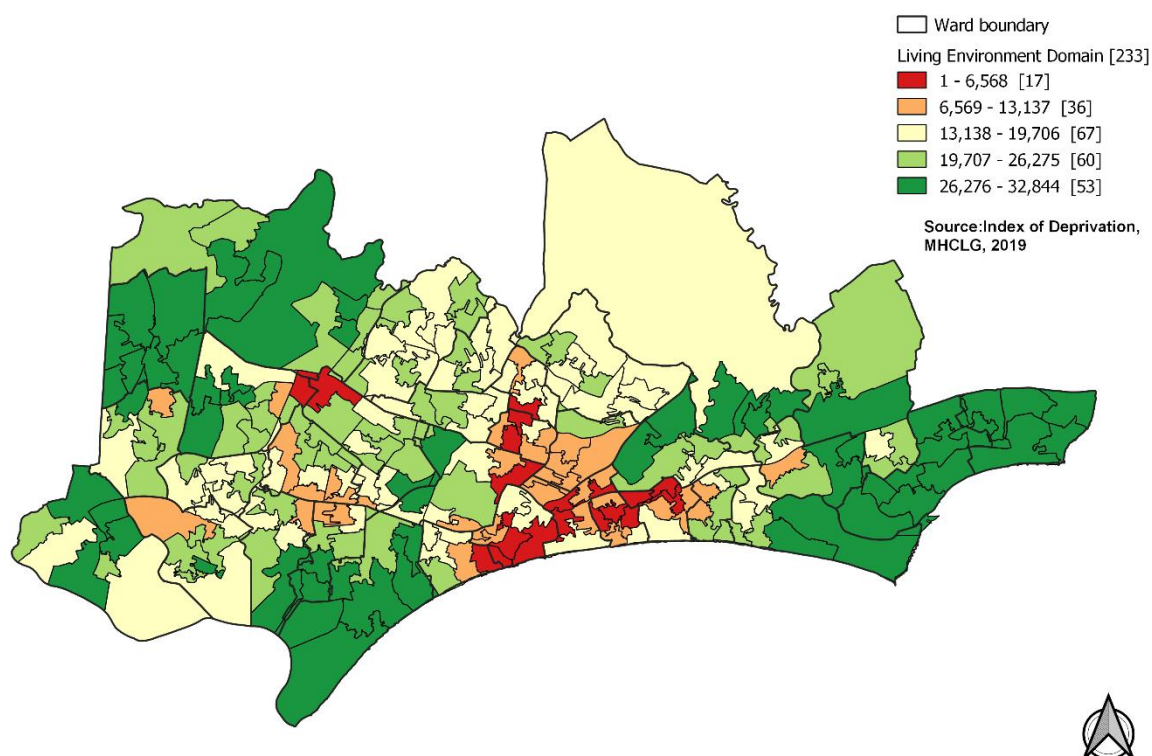 Ward boundary
Living Environment Domain [233]
1 - 6,568 [17]
6,569 - 13,137 [36]
13,138 - 19,706 [67]
19,707 - 26,275 [60]
26,276 - 32,844 [53]
Source:Index of Deprivation,
MHCLG, 2019